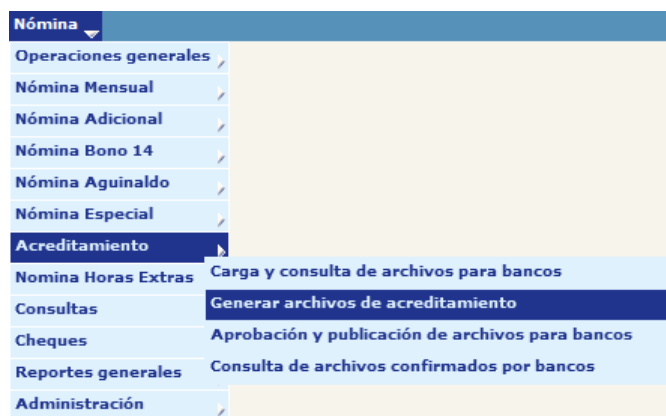 Nómina
Operaciones generales
Nómina Mensual
Nómina Adicional
Nómina Bono 14
Nómina Aguinaldo
Nómina Especial
Acreditamiento
Nomina Horas Extras
Consultas
Cheques
Reportes generales
Administración
Carga y consulta de archivos para bancos
Generar archivos de acreditamiento
Aprobación y publicación de archivos para bancos
Consulta de archivos confirmados por bancos